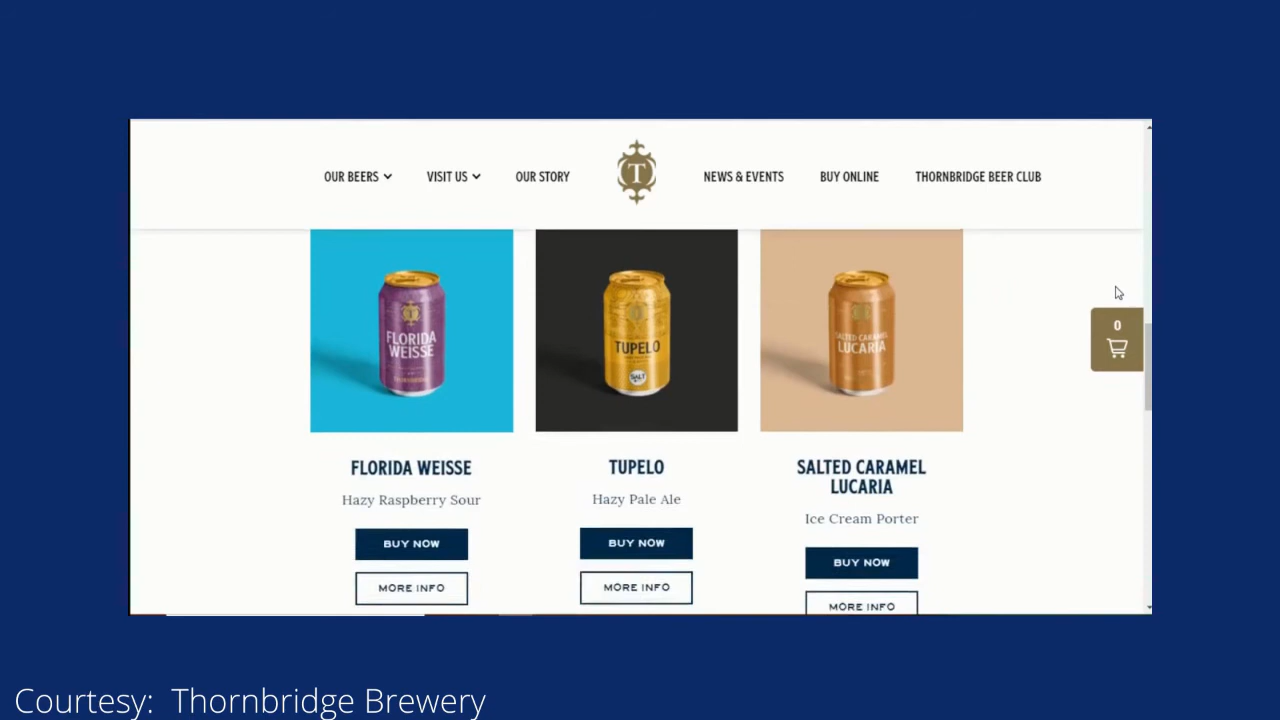 OUR BEERS
VISIT US
OUR STORY
T
NEWS & EVENTS
BUY ONLINE
THORNBRIDGE BEER CLUB
0
FLORIDA
WEISSE
TUPELO
SALT
SALTED CARAMEL
LUCARIA
FLORIDA WEISSE
TUPELO
SALTED CARAMEL
LUCARIA
Hazy Raspberry Sour
Hazy Pale Ale
Ice Cream Porter
BUY NOW
BUY NOW
BUY NOW
MORE INFO
MORE INFO
MORE INFO
Courtesy: Thornbridge Brewery